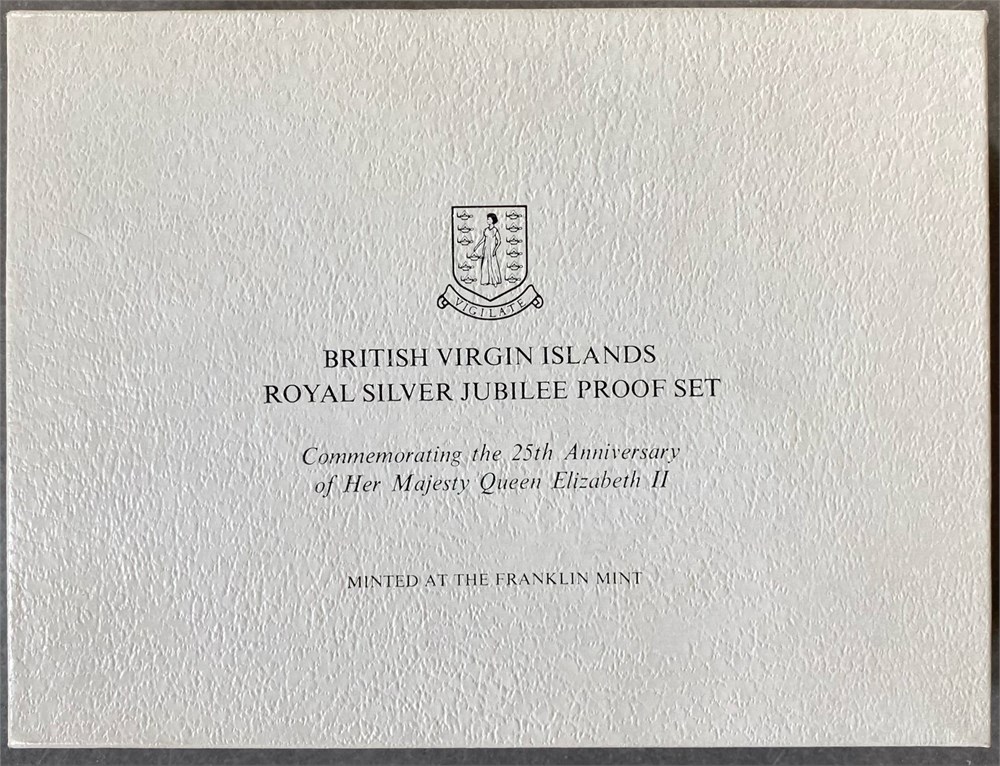 VIGILATE
BRITISH VIRGIN ISLANDS
ROYAL SILVER JUBILEE PROOF SET
Commemorating the 25th Anniversary
of Her Majesty Queen Elizabeth II
MINTED AT THE FRANKLIN MINT